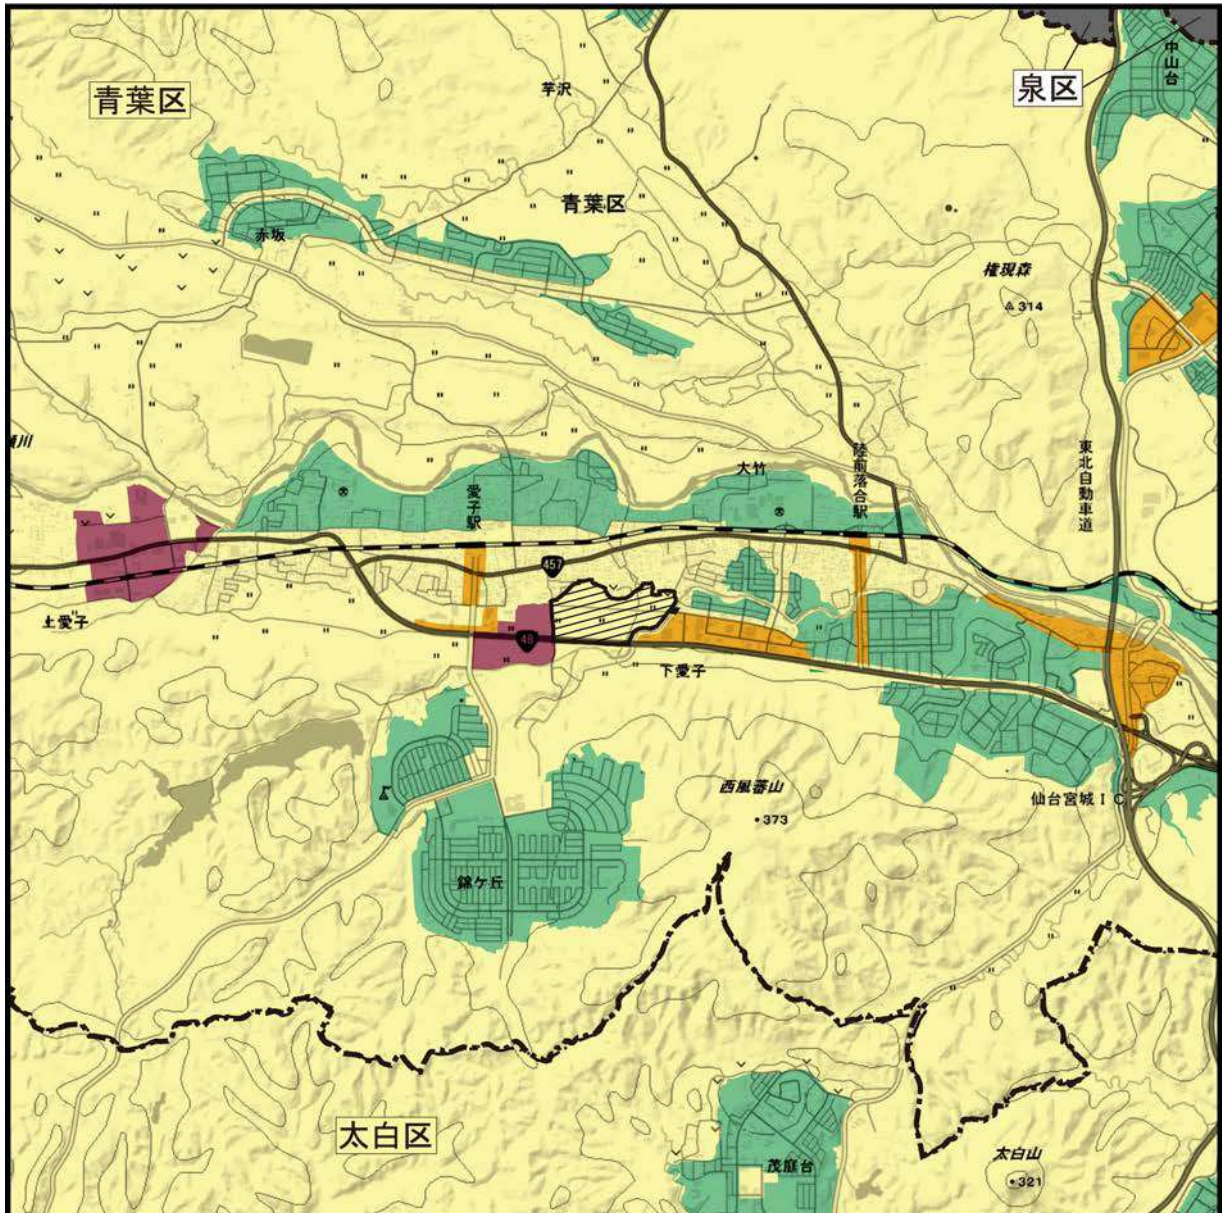 中山台
泉区
青葉区
芋沢
青葉区
赤坂
権現森
314
東北自動車道
大竹
陸前落合駅
愛子駅
457
上愛子
48
下愛子
西風蕃山
373
仙台宮城IC
錦ケ丘
太白区
茂庭台
太白山
321